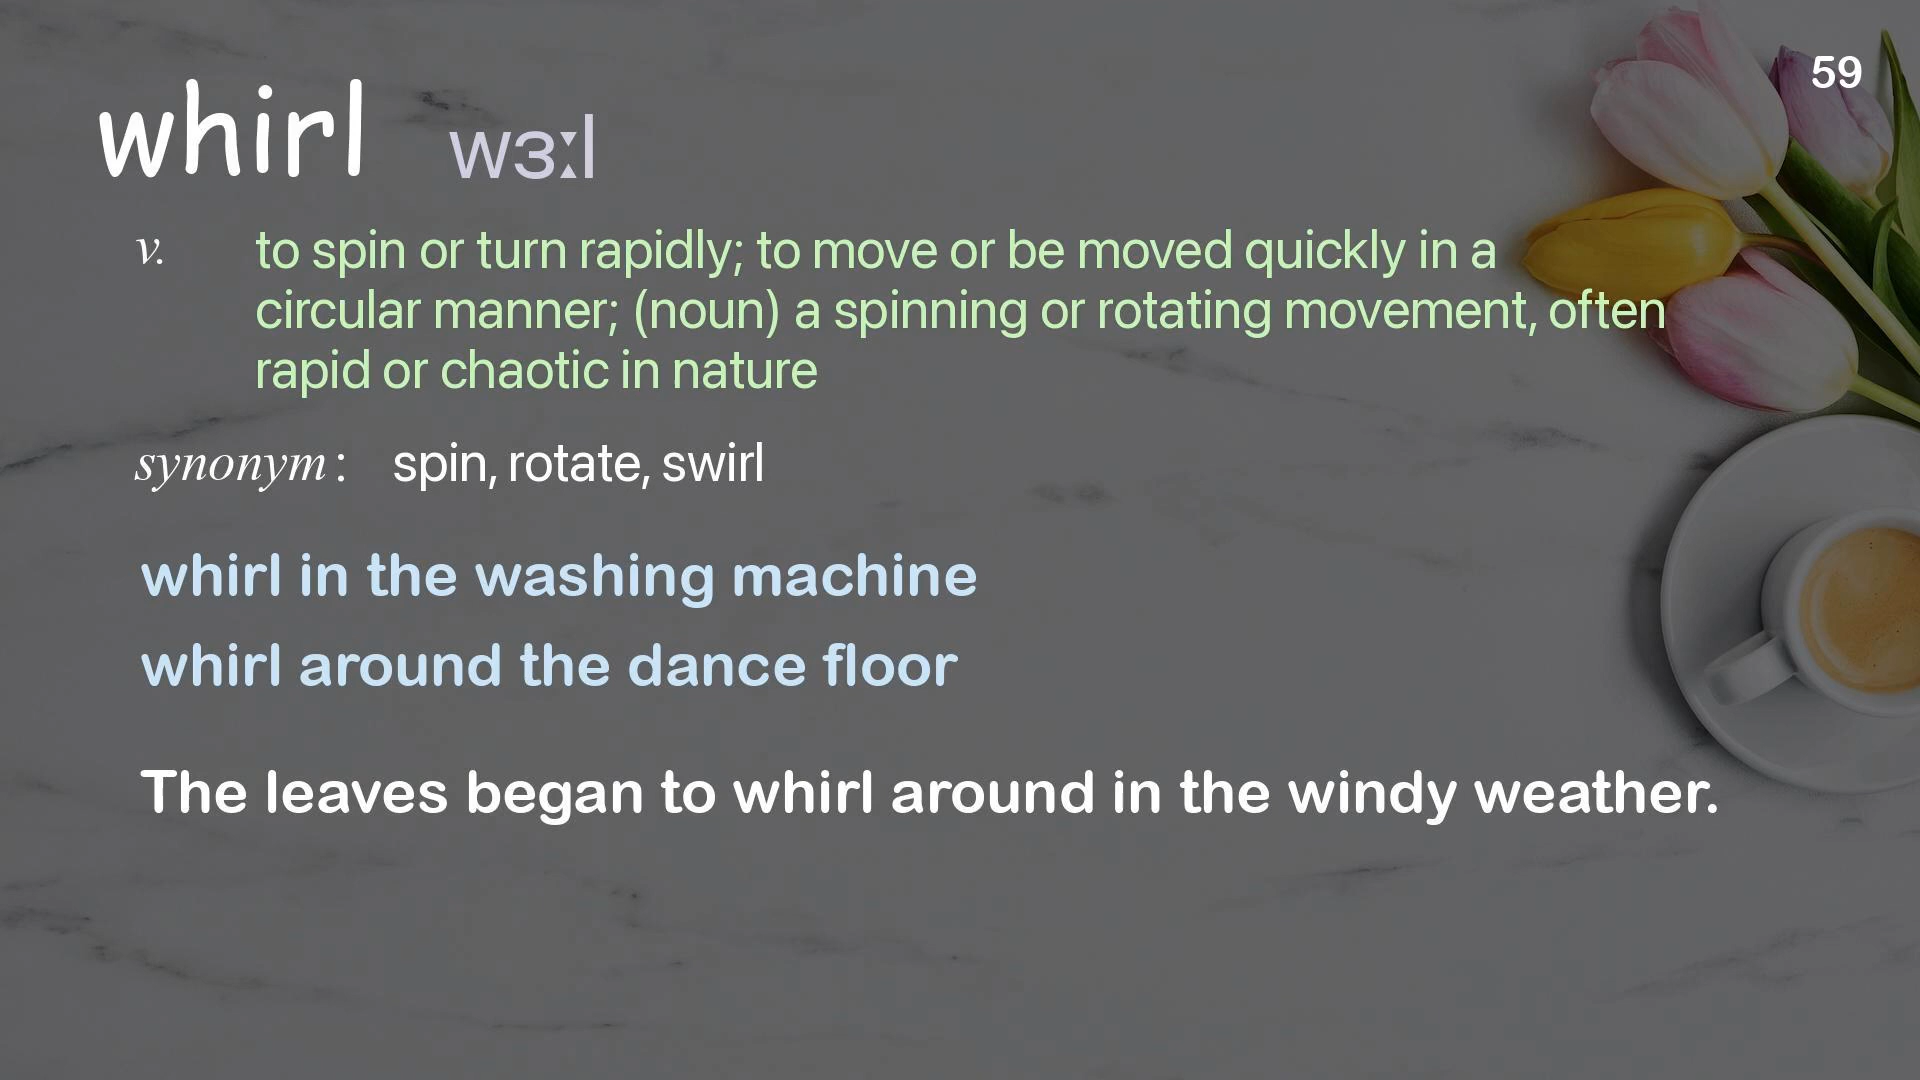 59
whirl wɜːl
v. to spin or turn rapidly; to move or be moved quickly in a
circular manner; (noun) a spinning or rotating movement, often
rapid or chaotic in nature
synonym: spin, rotate, swirl
whirl in the washing machine
whirl around the dance floor
The leaves began to whirl around in the windy weather.